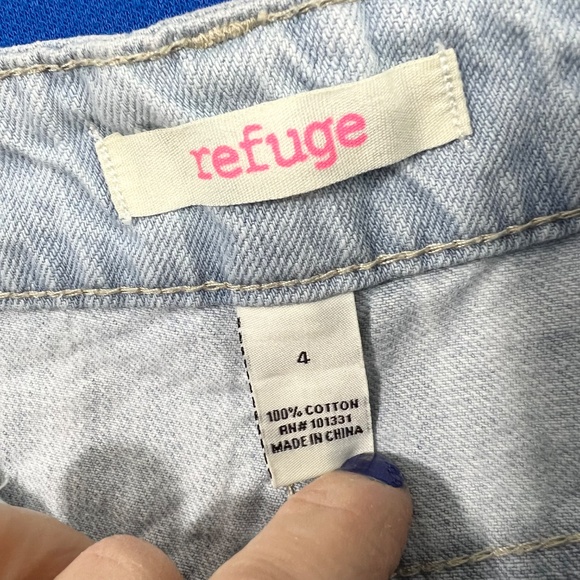 refuge
4
100% COTTON
RN# 101331
MADE IN CHINA